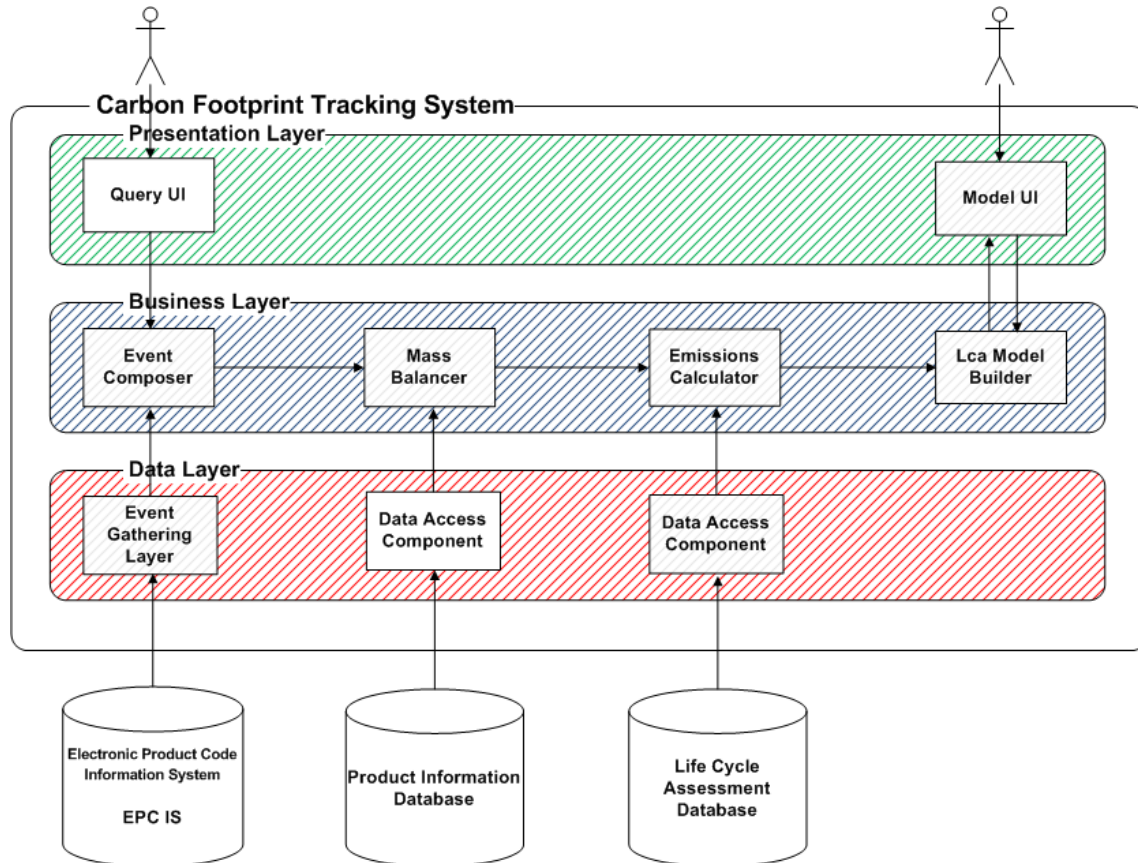 Carbon Footprint Tracking System
Presentation Layer
Query UI
Model UI
Business Layer
Event
Composer
Mass
Balancer
Emissions
Calculator
Lca Model
Builder
Data Layer
Event
Gathering
Layer
Data Access
Component
Data Access
Component
Electronic Product Code
Information System
EPC IS
Product Information
Database
Life Cycle
Assessment
Database